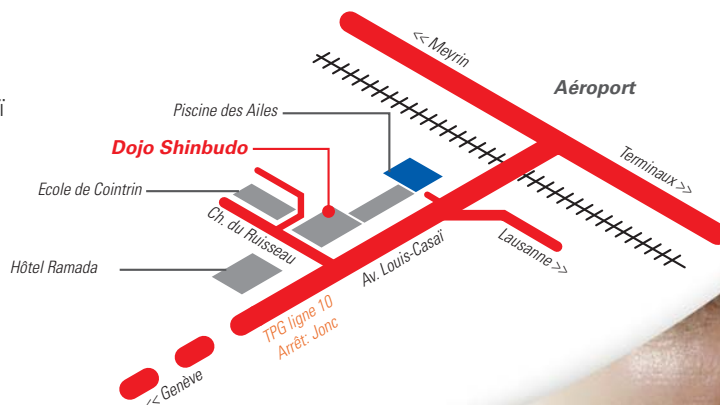 << Meyrin
Aéroport
ï
Piscine des Ailes
Dojo Shinbudo
Terminaux >>
Ecole de Cointrin
Ch. du Ruisseau
Lausanne >>
Av. Louis-Casaï
Hôtel Ramada
TPG ligne 10
Arrêt: Jonc
<< Genève